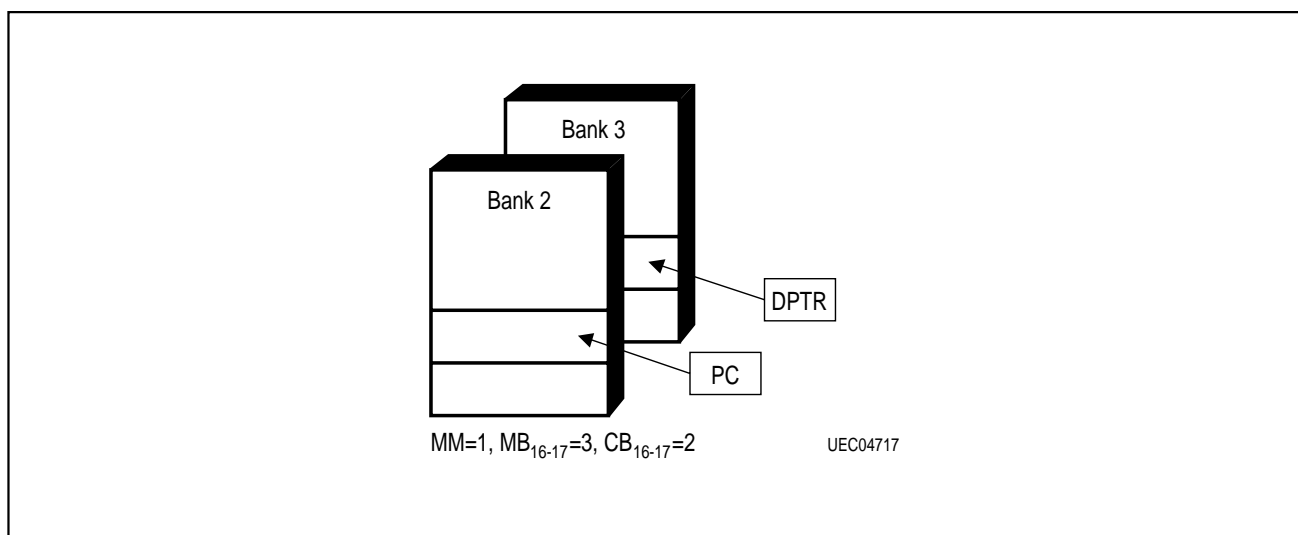 Bank 3
Bank 2
DPTR
PC
MM=1, MB16-17=3, CB16-17=2
UEC04717